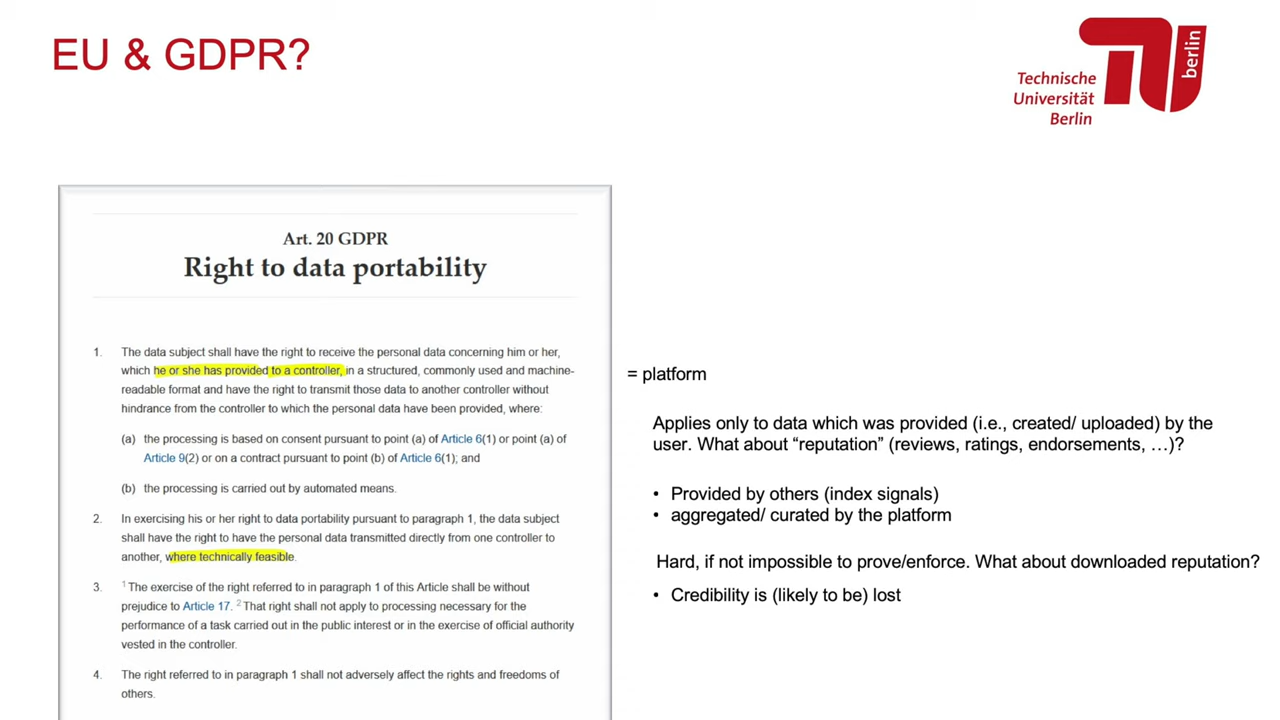 EU & GDPR?
Technische
Universität
Berlin
berlin
Art. 20 GDPR
Right to data portability
1. The data subject shall have the right to receive the personal data concerning him or her,
which he or she has provided to a controller, in a structured, commonly used and machine-
readable format and have the right to transmit those data to another controller without
hindrance from the controller to which the personal data have been provided, where:
(a) the processing is based on consent pursuant to point (a) of Article 6(1) or point (a) of
Article 9(2) or on a contract pursuant to point (b) of Article 6(1); and
(b) the processing is carried out by automated means.
2. In exercising his or her right to data portability pursuant to paragraph 1, the data subject
shall have the right to have the personal data transmitted directly from one controller to
another, where technically feasible.
3. ¹ The exercise of the right referred to in paragraph 1 of this Article shall be without
prejudice to Article 17. ² That right shall not apply to processing necessary for the
performance of a task carried out in the public interest or in the exercise of official authority
vested in the controller.
4. The right referred to in paragraph 1 shall not adversely affect the rights and freedoms of
others.
= platform
Applies only to data which was provided (i.e., created/ uploaded) by the
user. What about “reputation” (reviews, ratings, endorsements, …)?
• Provided by others (index signals)
• aggregated/ curated by the platform
Hard, if not impossible to prove/enforce. What about downloaded reputation?
• Credibility is (likely to be) lost